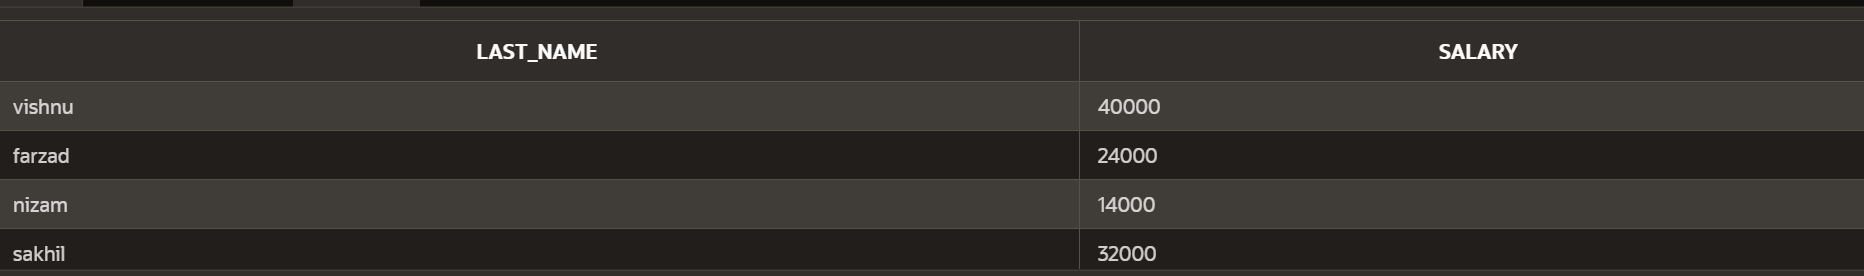 LAST_NAME SALARY
vishnu 40000
farzad 24000
nizam 14000
sakhil 32000